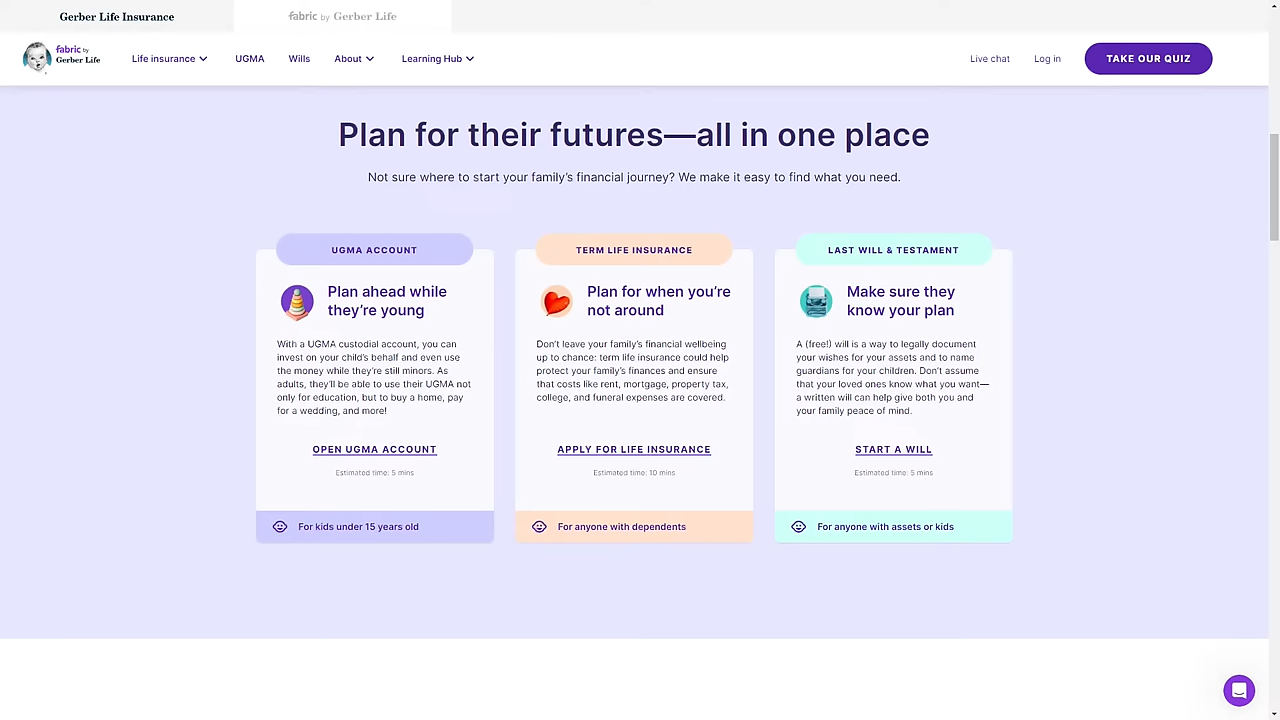 Gerber Life Insurance
fabric by Gerber Life
fabric by
Gerber Life
Life insurance
UGMA
Wills
About
Learning Hub
Live chat
Log in
TAKE OUR QUIZ
Plan for their futures—all in one place
Not sure where to start your family's financial journey? We make it easy to find what you need.
UGMA ACCOUNT
Plan ahead while
they're young
With a UGMA custodial account, you can
invest on your child's behalf and even use
the money while they're still minors. As
adults, they'll be able to use their UGMA not
only for education, but to buy a home, pay
for a wedding, and more!
OPEN UGMA ACCOUNT
Estimated time: 5 mins
For kids under 15 years old
TERM LIFE INSURANCE
Plan for when you're
not around
Don't leave your family's financial wellbeing
up to chance: term life insurance could help
protect your family's finances and ensure
that costs like rent, mortgage, property tax,
college, and funeral expenses are covered.
APPLY FOR LIFE INSURANCE
Estimated time: 10 mins
For anyone with dependents
LAST WILL & TESTAMENT
Make sure they
know your plan
A (free!) will is a way to legally document
your wishes for your assets and to name
guardians for your children. Don't assume
that your loved ones know what you want—
a written will can help give both you and
your family peace of mind.
START A WILL
Estimated time: 5 mins
For anyone with assets or kids